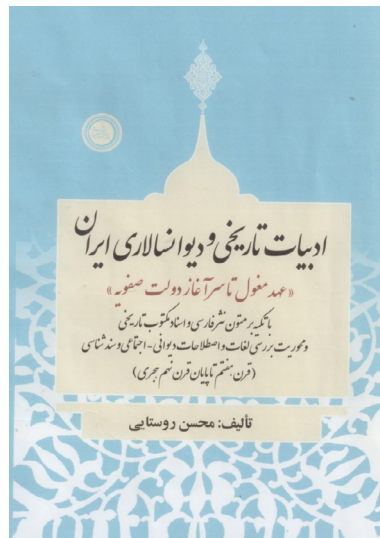 ادبیات تاریخی و دیوانسالاری ایران
«عهد مغول تا سرآغاز دولت صفویه»
با تکیه بر متون نثر فارسی و اسناد مکتوب تاریخی
و محوریت بررسی لغات و اصطلاحات دیوانی - اجتماعی و سندشناسی
(قرن هفتم تا پایان قرن نهم هجری)
تألیف: محسن روستایی